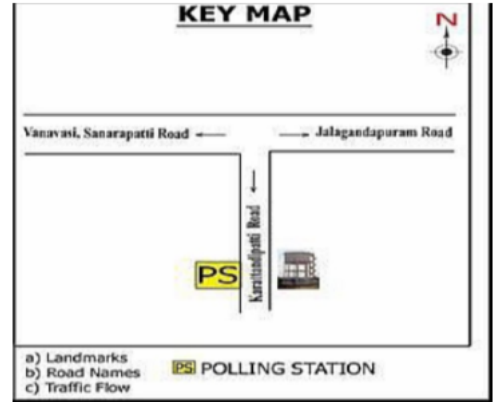 KEY MAP
N
Vanavasi, Sanarapatti Road
Jalagandapuram Road
Karattandipatti Road
PS
a) Landmarks
b) Road Names
c) Traffic Flow
PS POLLING STATION